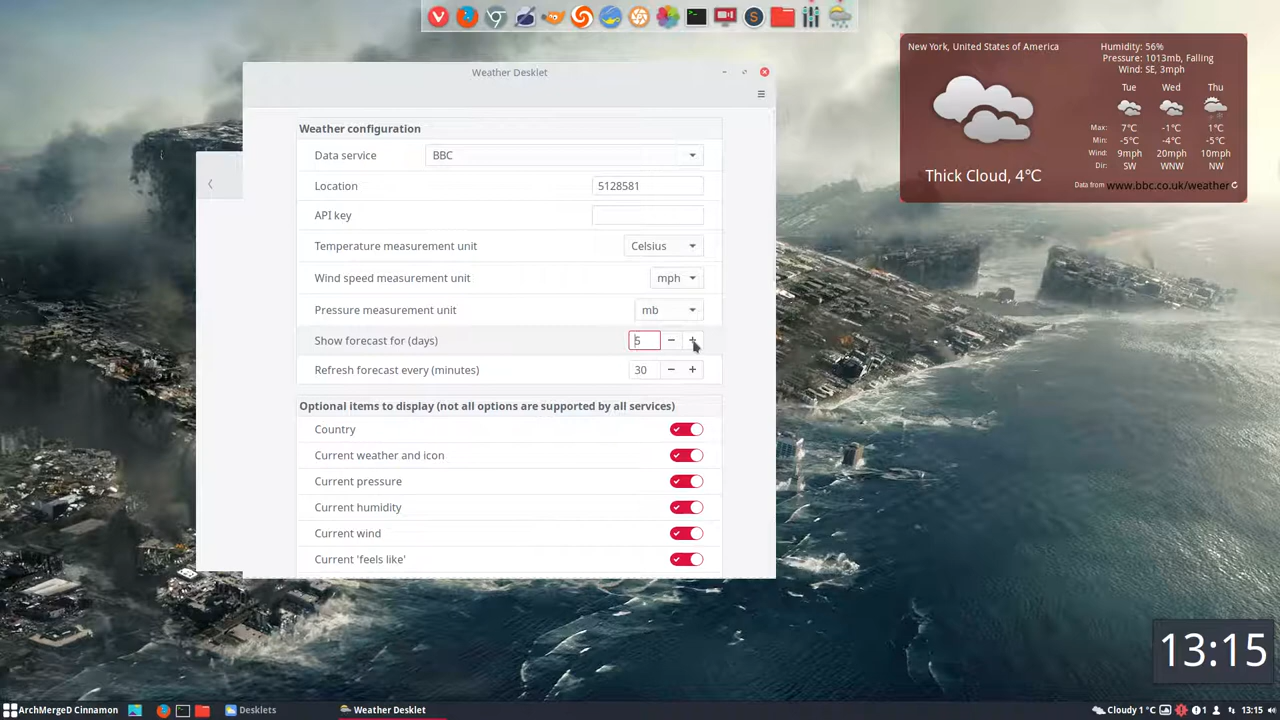 Weather Desklet
Weather configuration
Data service BBC
Location 5128581
API key
Temperature measurement unit Celsius
Wind speed measurement unit mph
Pressure measurement unit mb
Show forecast for (days) 5 − +
Refresh forecast every (minutes) 30 − +
Optional items to display (not all options are supported by all services)
Country
Current weather and icon
Current pressure
Current humidity
Current wind
Current 'feels like'
New York, United States of America
Thick Cloud, 4°C
Humidity: 56%
Pressure: 1013mb, Falling
Wind: SE, 3mph
Tue Wed Thu
Max: 7°C -1°C 1°C
Min: -5°C -4°C -5°C
Wind: 9mph 20mph 10mph
Dir: SW WNW NW
Data from www.bbc.co.uk/weather
13:15
ArchMergeD Cinnamon Desklets Weather Desklet Cloudy 1 °C 1 13:15